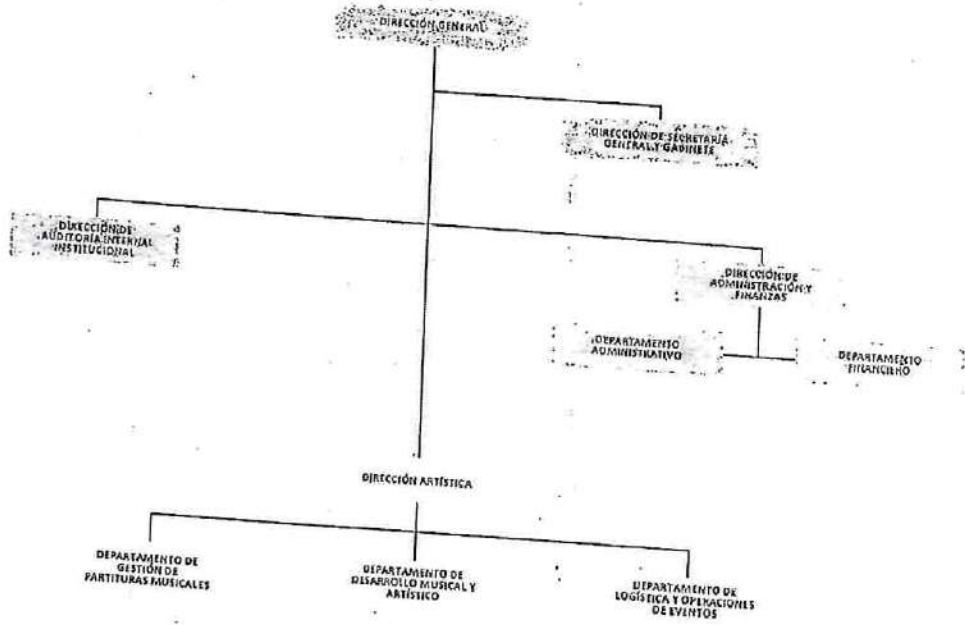 DIRECCIÓN GENERAL
DIRECCIÓN DE SECRETARÍA
GENERAL Y GABINETE
DIRECCIÓN DE
AUDITORÍA INTERNAL
INSTITUCIONAL
DIRECCIÓN DE
ADMINISTRACIÓN Y
FINANZAS
DEPARTAMENTO
ADMINISTRATIVO
DEPARTAMENTO
FINANCIERO
DIRECCIÓN ARTÍSTICA
DEPARTAMENTO DE
GESTIÓN DE
PARTITURAS MUSICALES
DEPARTAMENTO DE
DESARROLLO MUSICAL Y
ARTÍSTICO
DEPARTAMENTO DE
LOGÍSTICA Y OPERACIONES
DE EVENTOS